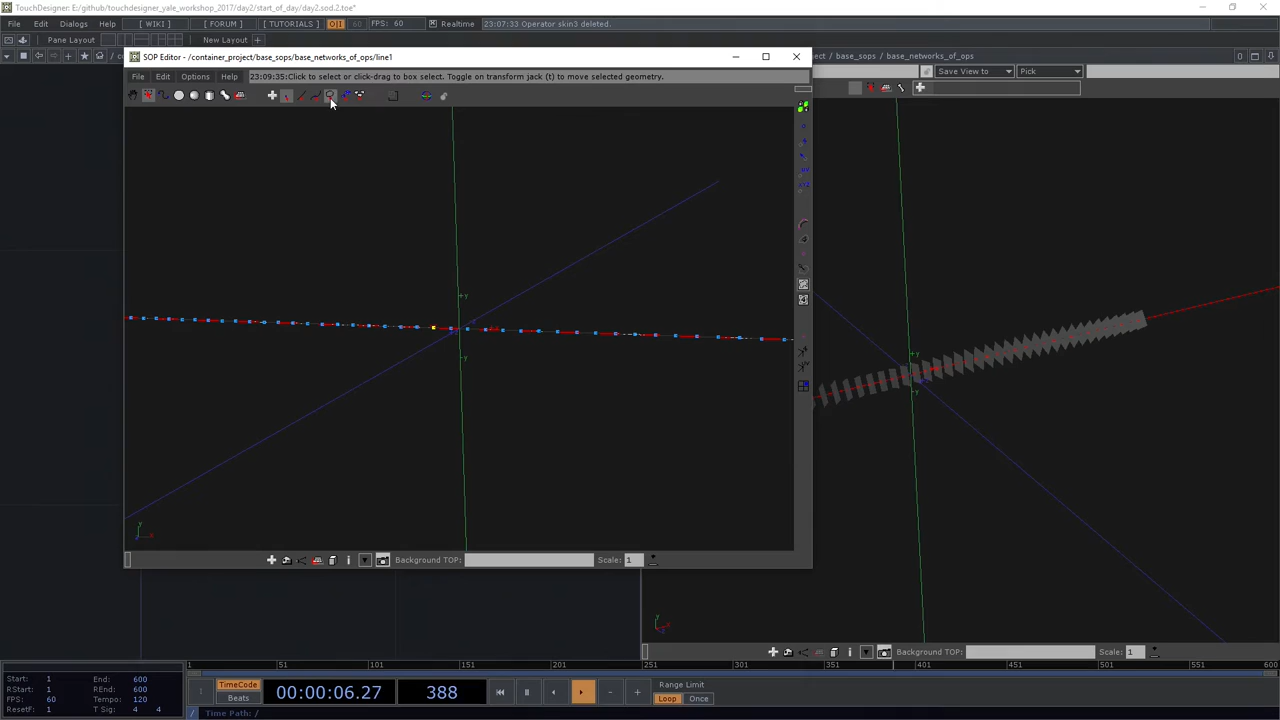 TouchDesigner: E:/github/touchdesigner_yale_workshop_2017/day2/start_of_day/day2.sod.2.toe*
File Edit Dialogs Help [ WIKI ] [ FORUM ] [ TUTORIALS ] O|I 60 FPS: 60 Realtime 23:07:33 Operator skin3 deleted.
Pane Layout New Layout +
SOP Editor - /container_project/base_sops/base_networks_of_ops/line1
base_sops ▸ base_networks_of_ops 0
File Edit Options Help 23:09:35:Click to select or click-drag to box select. Toggle on transform jack (t) to move selected geometry.
Save View to Pick
uv
xyz
+y
+y
y
y
y
x
Background TOP: Scale: 1
y
x
z
Background TOP: Scale: 1
1 51 101 151 201 251 301 351 401 451 501 551 600
Start: 1 End: 600
RStart: 1 REnd: 600
FPS: 60 Tempo: 120
ResetF: 1 T Sig: 4 4
TimeCode
Beats
00:00:06.27 388
Range Limit
Loop Once
/ Time Path: /